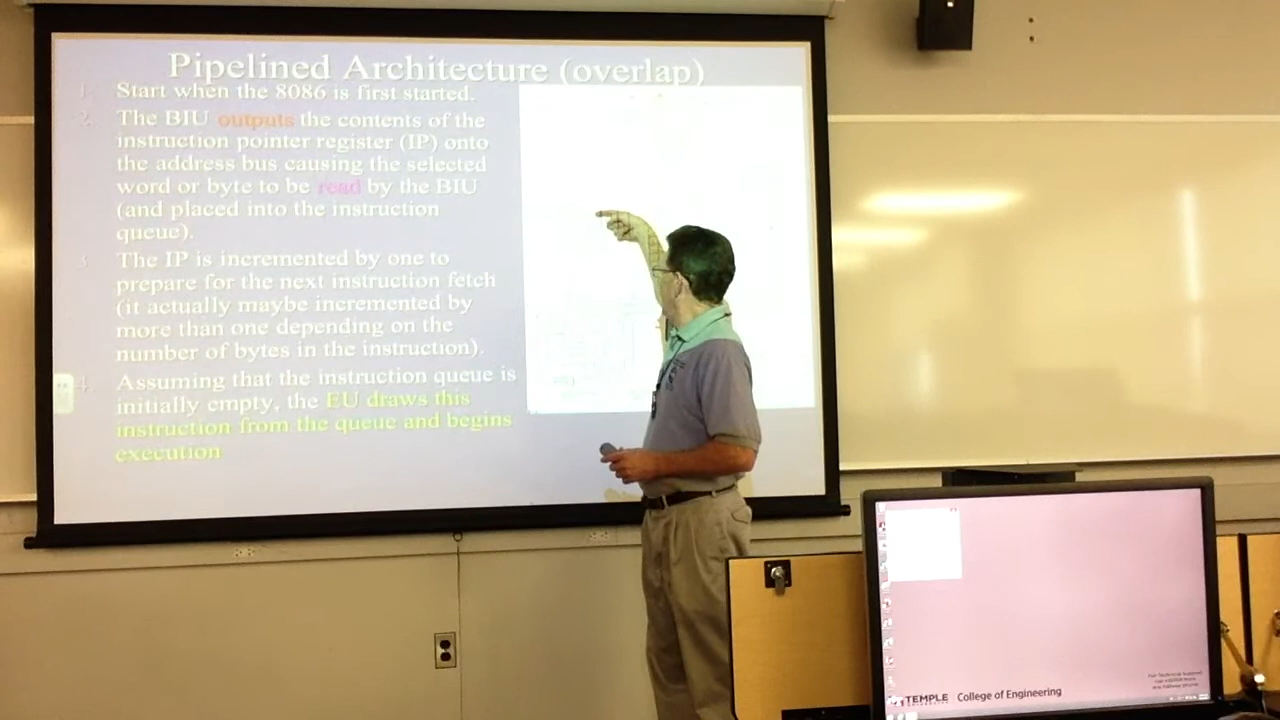 Pipelined Architecture (overlap)
1. Start when the 8086 is first started.
2. The BIU outputs the contents of the
instruction pointer register (IP) onto
the address bus causing the selected
word or byte to be read by the BIU
(and placed into the instruction
queue).
3. The IP is incremented by one to
prepare for the next instruction fetch
(it actually maybe incremented by
more than one depending on the
number of bytes in the instruction).
4. Assuming that the instruction queue is
initially empty, the EU draws this
instruction from the queue and begins
execution
TEMPLE College of Engineering